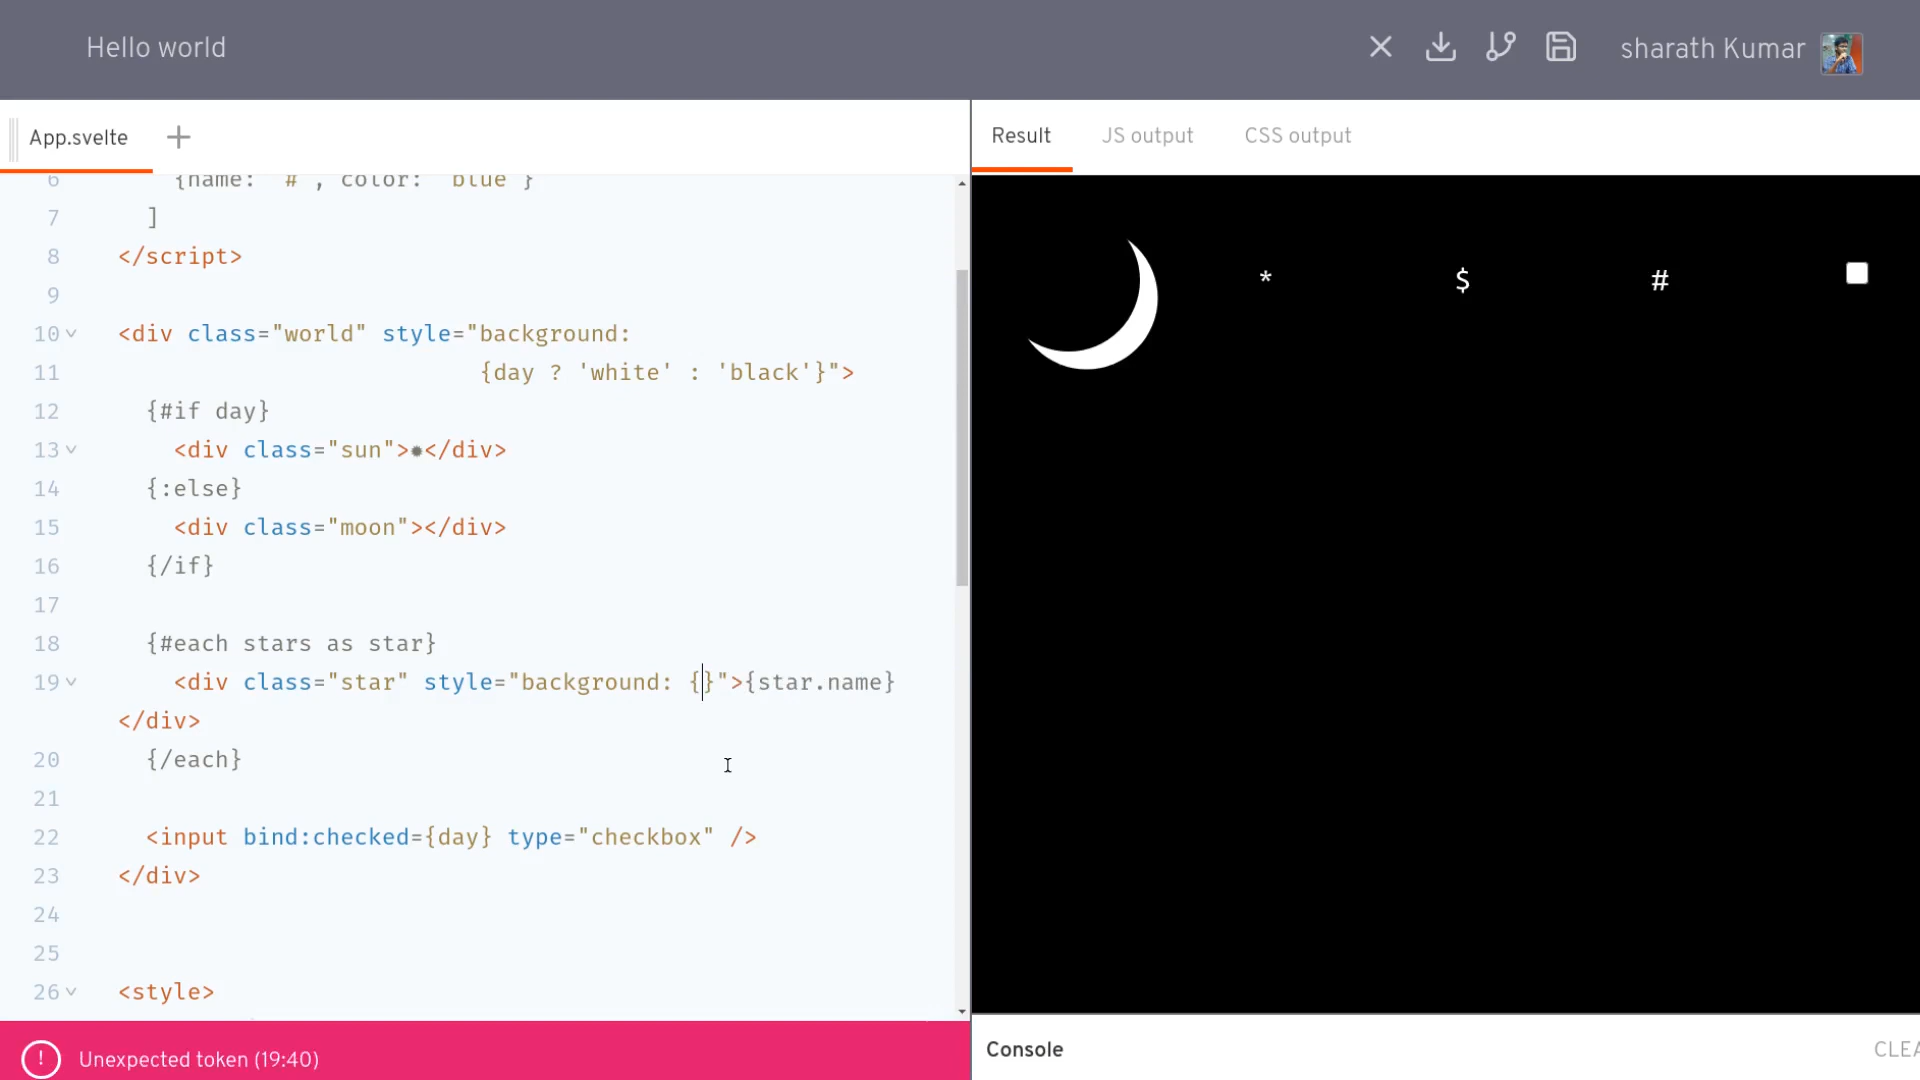 Hello world
sharath Kumar
App.svelte
Result JS output CSS output
6 {name: "#", color: "blue"}
7 ]
8 </script>
9
10 <div class="world" style="background:
11 {day ? 'white' : 'black'}">
12 {#if day}
13 <div class="sun">✹</div>
14 {:else}
15 <div class="moon"></div>
16 {/if}
17
18 {#each stars as star}
19 <div class="star" style="background: {}">{star.name}
</div>
20 {/each}
21
22 <input bind:checked={day} type="checkbox" />
23 </div>
24
25
26 <style>
! Unexpected token (19:40)
* $ #
Console
CLEA